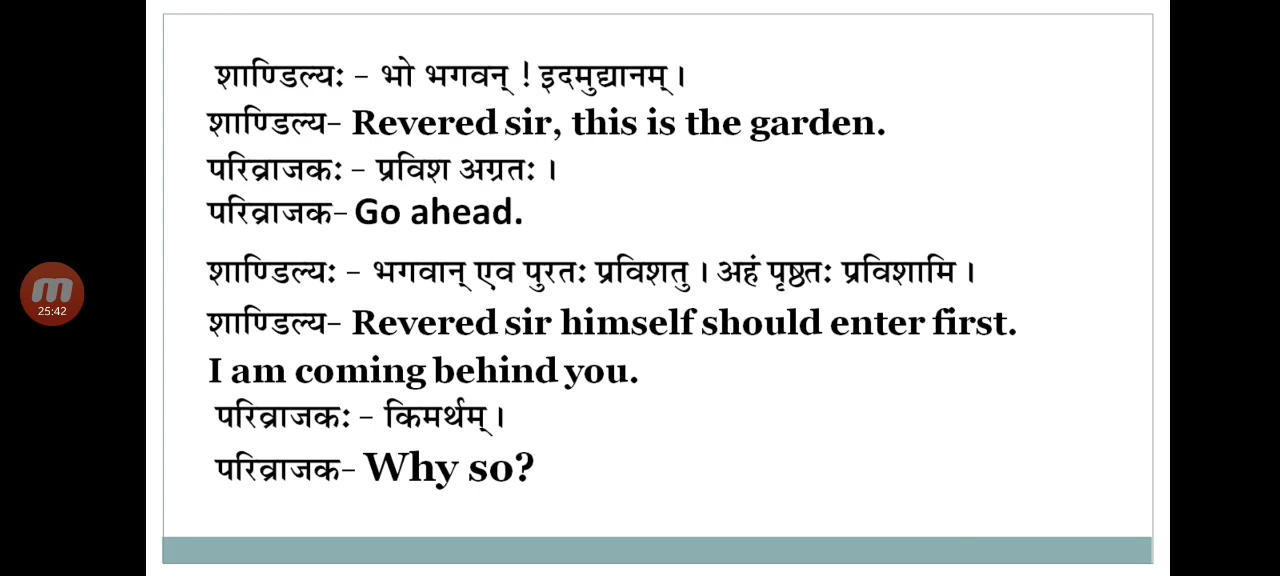 शाण्डिल्यः - भो भगवन् ! इदमुद्यानम् ।
शाण्डिल्य- Revered sir, this is the garden.
परिव्राजकः - प्रविश अग्रतः ।
परिव्राजक- Go ahead.
शाण्डिल्यः - भगवान् एव पुरतः प्रविशतु । अहं पृष्ठतः प्रविशामि ।
शाण्डिल्य- Revered sir himself should enter first.
I am coming behind you.
परिव्राजकः - किमर्थम् ।
परिव्राजक- Why so?
25:42